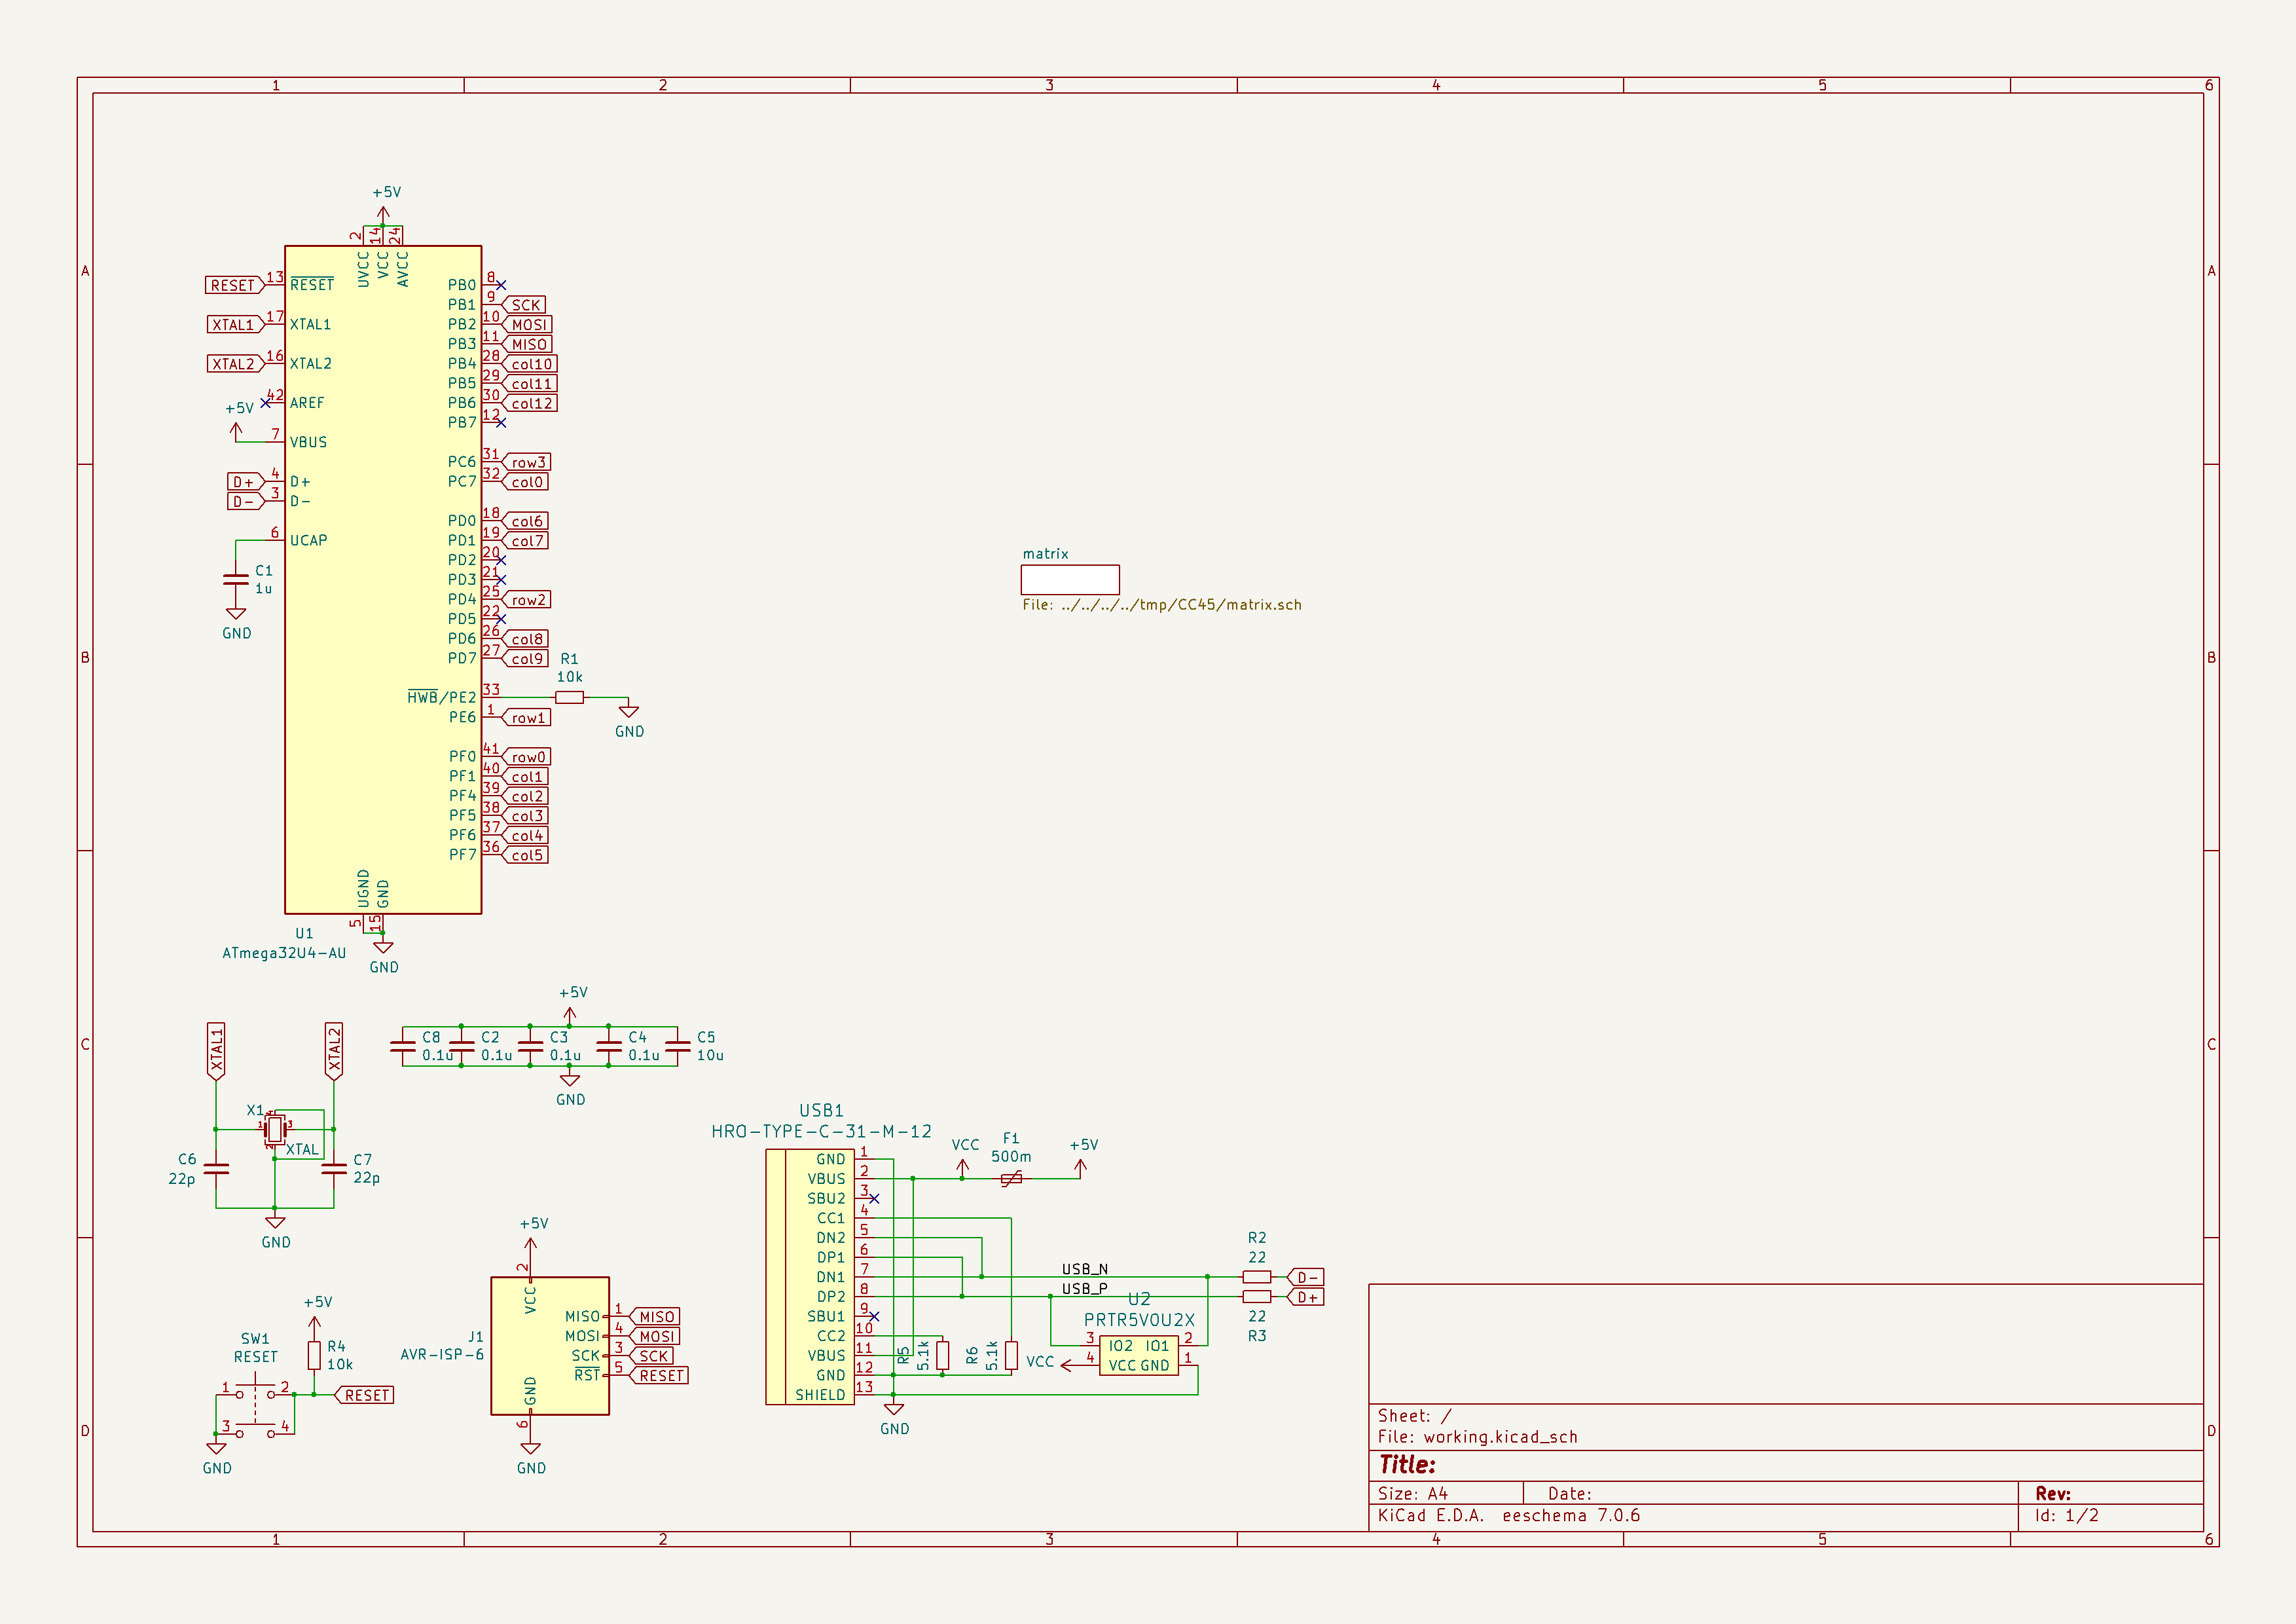 1 2 3 4 5 6
A A
+5V
2 14 24
UVCC VCC AVCC
RESET 13 RESET
PB0 8
PB1 9 SCK
XTAL1 17 XTAL1
PB2 10 MOSI
PB3 11 MISO
XTAL2 16 XTAL2
PB4 28 col10
PB5 29 col11
42 AREF
PB6 30 col12
+5V
PB7 12
7 VBUS
PC6 31 row3
D+ 4 D+
PC7 32 col0
D- 3 D-
PD0 18 col6
6 UCAP
PD1 19 col7
PD2 20
PD3 21
C1
1u
GND
PD4 25 row2
PD5 22
PD6 26 col8
PD7 27 col9
matrix
File: ../../../../tmp/CC45/matrix.sch
B B
R1
10k
HWB/PE2 33
GND
PE6 1 row1
PF0 41 row0
PF1 40 col1
PF4 39 col2
PF5 38 col3
PF6 37 col4
PF7 36 col5
UGND GND
5 15
U1
ATmega32U4-AU
GND
+5V
C8 C2 C3 C4 C5
0.1u 0.1u 0.1u 0.1u 10u
GND
C C
XTAL1 XTAL2
X1
1 3
4
2
XTAL
C6
22p
C7
22p
GND
USB1
HRO-TYPE-C-31-M-12
GND 1
VBUS 2
SBU2 3
CC1 4
DN2 5
DP1 6
DN1 7
DP2 8
SBU1 9
CC2 10
VBUS 11
GND 12
SHIELD 13
GND
VCC
F1
500m
+5V
USB_N
USB_P
R2
22
D-
D+
22
R3
U2
PRTR5V0U2X
3 IO2 IO1 2
4 VCC GND 1
VCC
R5
5.1k
R6
5.1k
+5V
2
VCC
J1
AVR-ISP-6
MISO 1 MISO
MOSI 4 MOSI
SCK 3 SCK
RST 5 RESET
GND
6
GND
+5V
SW1
RESET
R4
10k
1 2
RESET
3 4
GND
D D
Sheet: /
File: working.kicad_sch
Title:
Size: A4 Date: Rev:
KiCad E.D.A. eeschema 7.0.6 Id: 1/2
1 2 3 4 5 6